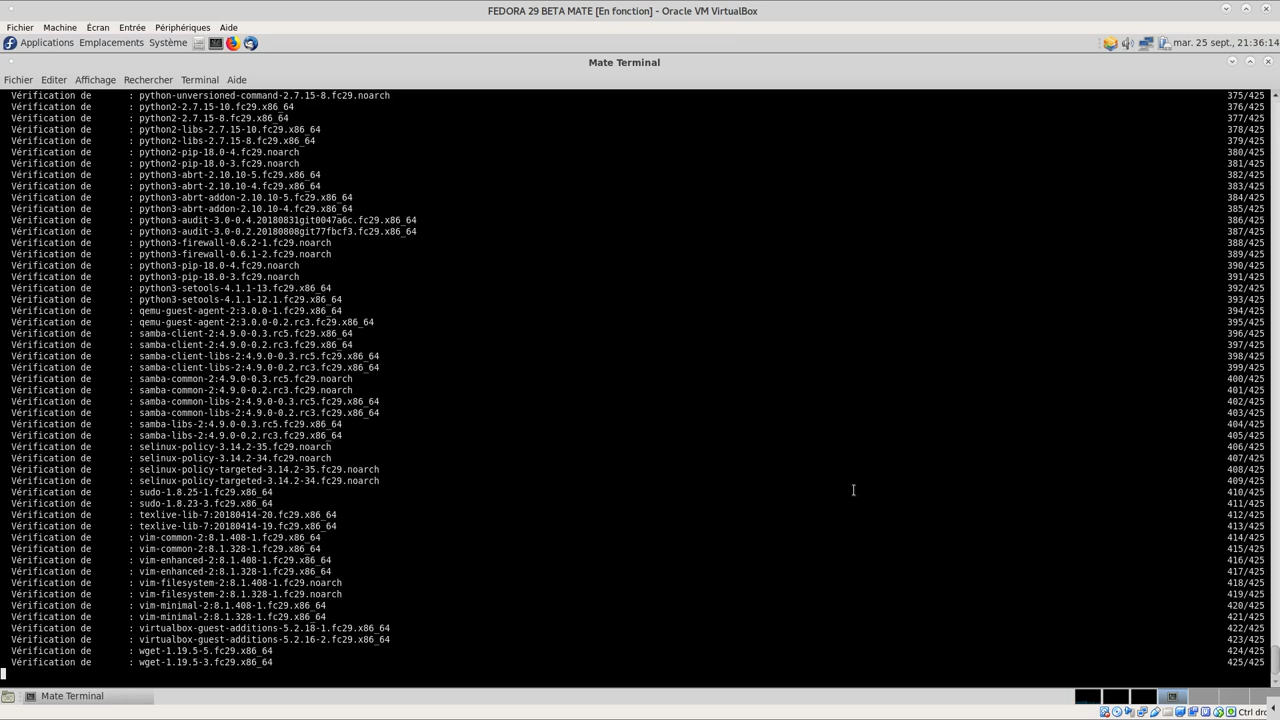 FEDORA 29 BETA MATE [En fonction] - Oracle VM VirtualBox
Fichier Machine Écran Entrée Périphériques Aide
Applications Emplacements Système mar. 25 sept., 21:36:14
Mate Terminal
Fichier Editer Affichage Rechercher Terminal Aide
Vérification de : python-unversioned-command-2.7.15-8.fc29.noarch 375/425
Vérification de : python2-2.7.15-10.fc29.x86_64 376/425
Vérification de : python2-2.7.15-8.fc29.x86_64 377/425
Vérification de : python2-libs-2.7.15-10.fc29.x86_64 378/425
Vérification de : python2-libs-2.7.15-8.fc29.x86_64 379/425
Vérification de : python2-pip-18.0-4.fc29.noarch 380/425
Vérification de : python2-pip-18.0-3.fc29.noarch 381/425
Vérification de : python3-abrt-2.10.10-5.fc29.x86_64 382/425
Vérification de : python3-abrt-2.10.10-4.fc29.x86_64 383/425
Vérification de : python3-abrt-addon-2.10.10-5.fc29.x86_64 384/425
Vérification de : python3-abrt-addon-2.10.10-4.fc29.x86_64 385/425
Vérification de : python3-audit-3.0-0.4.20180831git0047a6c.fc29.x86_64 386/425
Vérification de : python3-audit-3.0-0.2.20180808git77fbcf3.fc29.x86_64 387/425
Vérification de : python3-firewall-0.6.2-1.fc29.noarch 388/425
Vérification de : python3-firewall-0.6.1-2.fc29.noarch 389/425
Vérification de : python3-pip-18.0-4.fc29.noarch 390/425
Vérification de : python3-pip-18.0-3.fc29.noarch 391/425
Vérification de : python3-setools-4.1.1-13.fc29.x86_64 392/425
Vérification de : python3-setools-4.1.1-12.1.fc29.x86_64 393/425
Vérification de : qemu-guest-agent-2:3.0.0-1.fc29.x86_64 394/425
Vérification de : qemu-guest-agent-2:3.0.0-0.2.rc3.fc29.x86_64 395/425
Vérification de : samba-client-2:4.9.0-0.3.rc5.fc29.x86_64 396/425
Vérification de : samba-client-2:4.9.0-0.2.rc3.fc29.x86_64 397/425
Vérification de : samba-client-libs-2:4.9.0-0.3.rc5.fc29.x86_64 398/425
Vérification de : samba-client-libs-2:4.9.0-0.2.rc3.fc29.x86_64 399/425
Vérification de : samba-common-2:4.9.0-0.3.rc5.fc29.noarch 400/425
Vérification de : samba-common-2:4.9.0-0.2.rc3.fc29.noarch 401/425
Vérification de : samba-common-libs-2:4.9.0-0.3.rc5.fc29.x86_64 402/425
Vérification de : samba-common-libs-2:4.9.0-0.2.rc3.fc29.x86_64 403/425
Vérification de : samba-libs-2:4.9.0-0.3.rc5.fc29.x86_64 404/425
Vérification de : samba-libs-2:4.9.0-0.2.rc3.fc29.x86_64 405/425
Vérification de : selinux-policy-3.14.2-35.fc29.noarch 406/425
Vérification de : selinux-policy-3.14.2-34.fc29.noarch 407/425
Vérification de : selinux-policy-targeted-3.14.2-35.fc29.noarch 408/425
Vérification de : selinux-policy-targeted-3.14.2-34.fc29.noarch 409/425
Vérification de : sudo-1.8.25-1.fc29.x86_64 410/425
Vérification de : sudo-1.8.23-3.fc29.x86_64 411/425
Vérification de : texlive-lib-7:20180414-20.fc29.x86_64 412/425
Vérification de : texlive-lib-7:20180414-19.fc29.x86_64 413/425
Vérification de : vim-common-2:8.1.408-1.fc29.x86_64 414/425
Vérification de : vim-common-2:8.1.328-1.fc29.x86_64 415/425
Vérification de : vim-enhanced-2:8.1.408-1.fc29.x86_64 416/425
Vérification de : vim-enhanced-2:8.1.328-1.fc29.x86_64 417/425
Vérification de : vim-filesystem-2:8.1.408-1.fc29.noarch 418/425
Vérification de : vim-filesystem-2:8.1.328-1.fc29.noarch 419/425
Vérification de : vim-minimal-2:8.1.408-1.fc29.x86_64 420/425
Vérification de : vim-minimal-2:8.1.328-1.fc29.x86_64 421/425
Vérification de : virtualbox-guest-additions-5.2.18-1.fc29.x86_64 422/425
Vérification de : virtualbox-guest-additions-5.2.16-2.fc29.x86_64 423/425
Vérification de : wget-1.19.5-5.fc29.x86_64 424/425
Vérification de : wget-1.19.5-3.fc29.x86_64 425/425
Mate Terminal
Ctrl dro